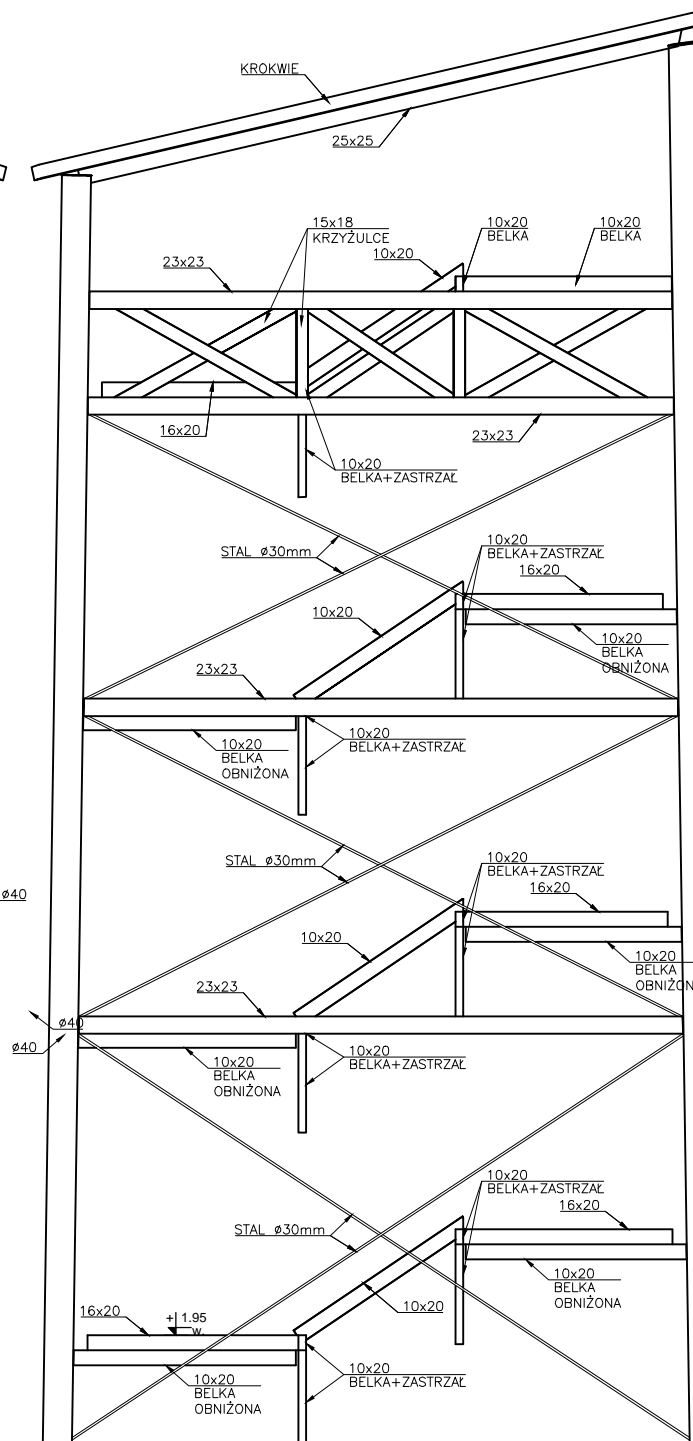 KROKWIE
25x25
15x18
KRZYŻULCE
10x20
BELKA
10x20
BELKA
10x20
23x23
16x20
23x23
10x20
BELKA+ZASTRZAŁ
STAL ø30mm
10x20
BELKA+ZASTRZAŁ
16x20
10x20
10x20
BELKA
OBNIŻONA
23x23
10x20
BELKA
OBNIŻONA
10x20
BELKA+ZASTRZAŁ
STAL ø30mm
10x20
BELKA+ZASTRZAŁ
16x20
ø40
10x20
10x20
BELKA
OBNIŻON
23x23
ø40
ø40
10x20
BELKA
OBNIŻONA
10x20
BELKA+ZASTRZAŁ
10x20
BELKA+ZASTRZAŁ
16x20
STAL ø30mm
10x20
BELKA
OBNIŻONA
16x20
+ 1.95
w.
10x20
10x20
BELKA
OBNIŻONA
10x20
BELKA+ZASTRZAŁ